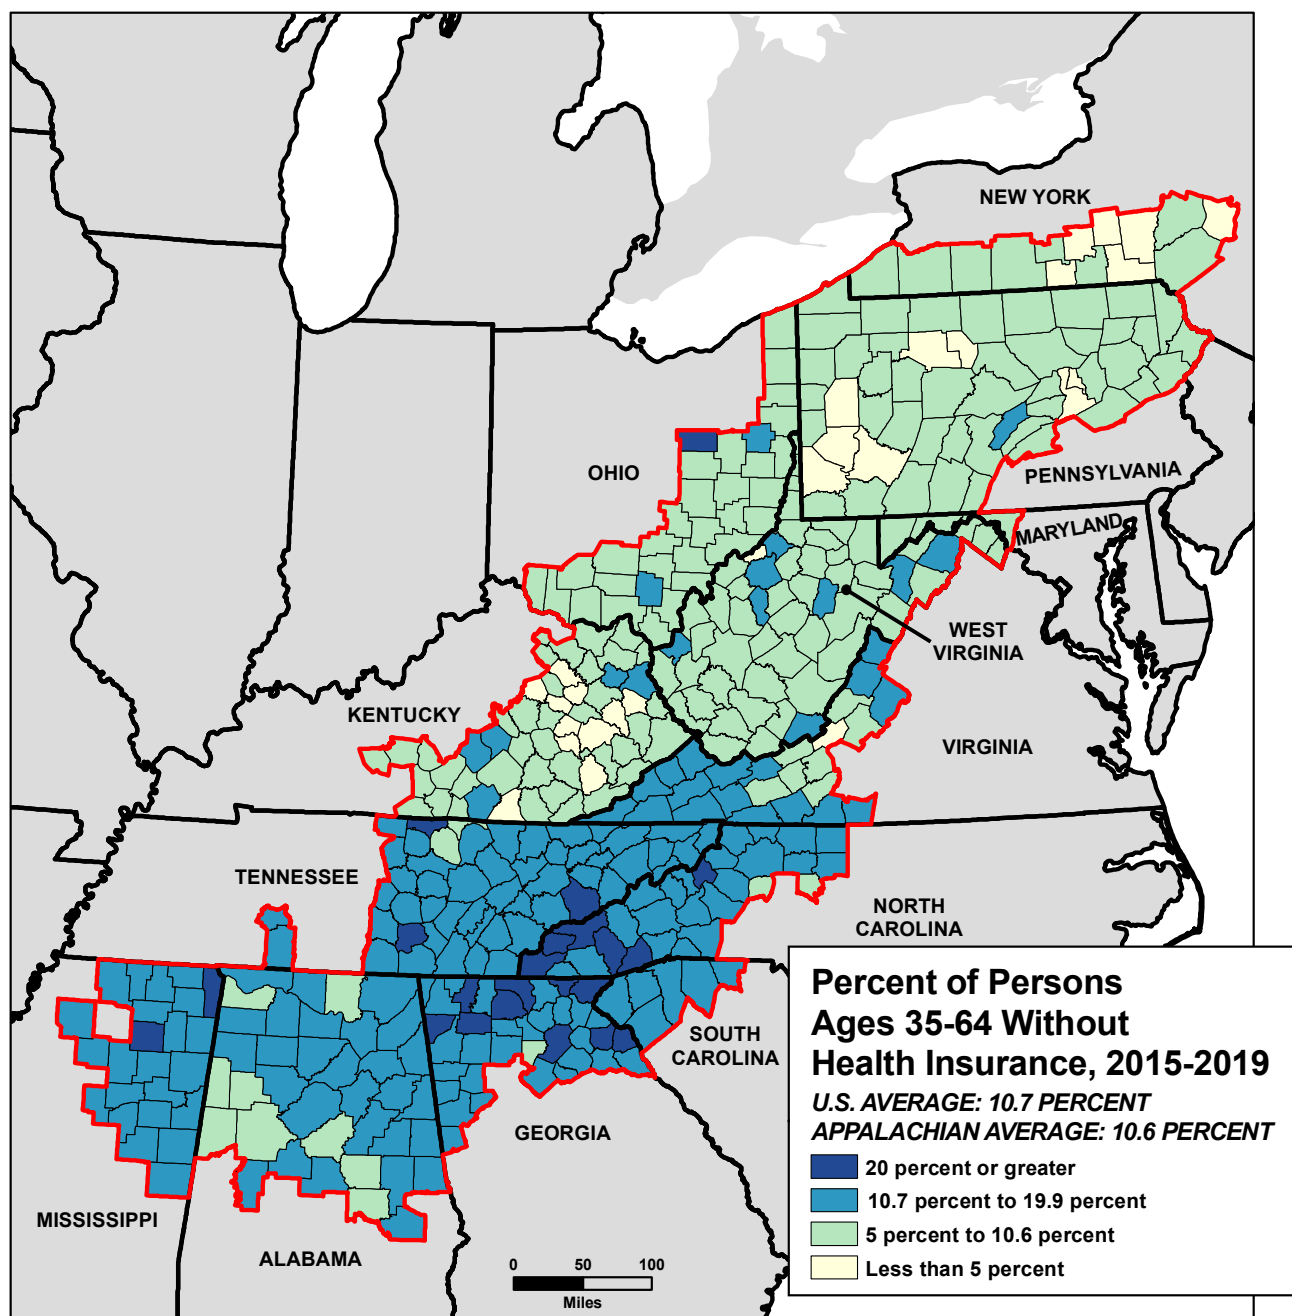 NEW YORK
OHIO
PENNSYLVANIA
MARYLAND
WEST
VIRGINIA
KENTUCKY
VIRGINIA
TENNESSEE
NORTH
CAROLINA
SOUTH
CAROLINA
GEORGIA
MISSISSIPPI
ALABAMA
Percent of Persons
Ages 35-64 Without
Health Insurance, 2015-2019
U.S. AVERAGE: 10.7 PERCENT
APPALACHIAN AVERAGE: 10.6 PERCENT
20 percent or greater
10.7 percent to 19.9 percent
5 percent to 10.6 percent
Less than 5 percent
0 50 100
Miles